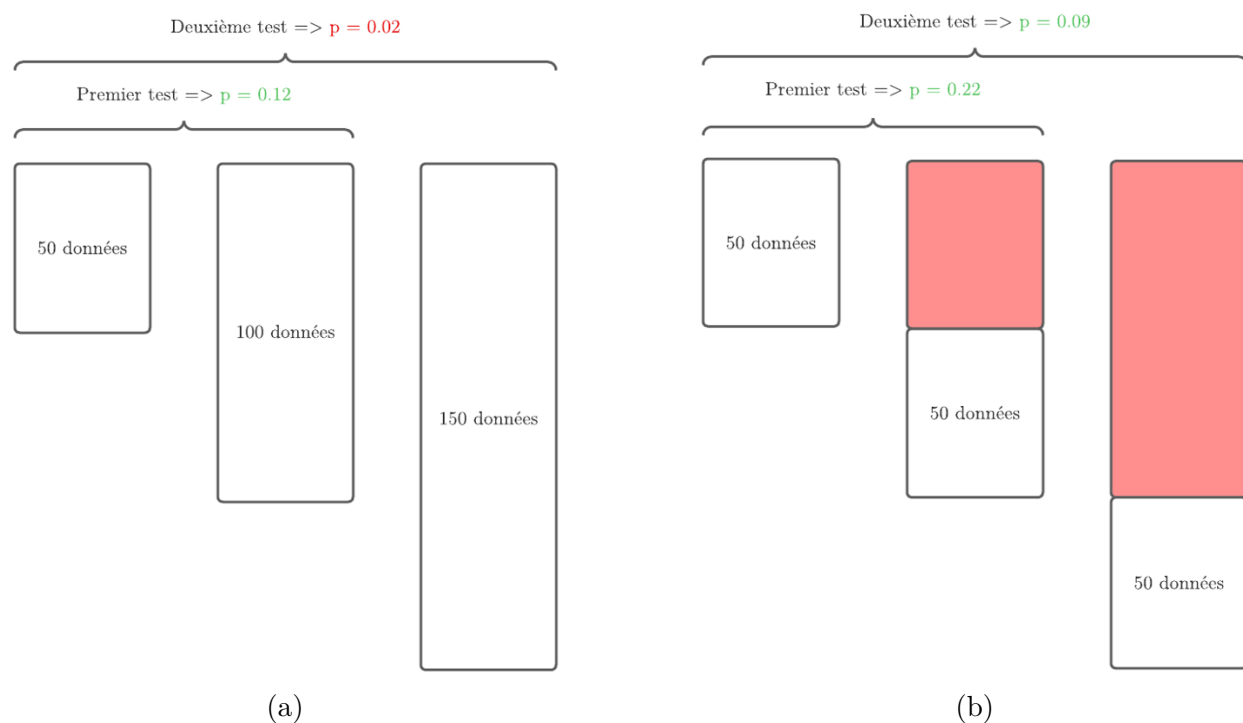 Deuxième test => p = 0.02
Premier test => p = 0.12
50 données
100 données
150 données
(a)
Deuxième test => p = 0.09
Premier test => p = 0.22
50 données
50 données
50 données
(b)